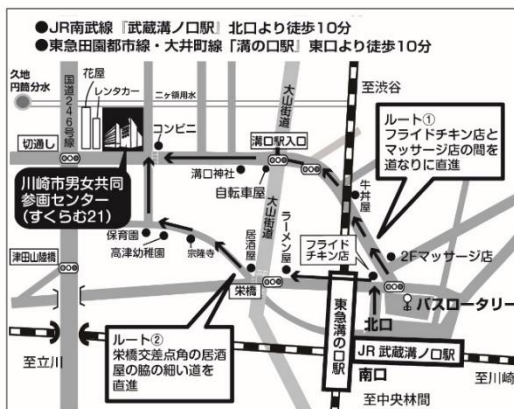 ●JR南武線『武蔵溝ノ口駅』北口より徒歩10分
●東急田園都市線・大井町線「溝の口駅」東口より徒歩10分
久地
円筒分水
国道246号線
花屋
レンタカー
二ヶ領用水
大山街道
至渋谷
切通し
コンビニ
溝口駅入口
ルート①
フライドチキン店と
マッサージ店の間を
道なりに直進
川崎市男女共同
参画センター
(すくらむ21)
溝口神社
自転車屋
牛丼屋
大山街道
ラーメン屋
保育園
高津幼稚園
宗隆寺
居酒屋
フライド
チキン店
2Fマッサージ店
津田山陸橋
栄橋
バスロータリー
北口
東急溝の口駅
ルート②
栄橋交差点角の居酒
屋の脇の細い道を
直進
至立川
JR 武蔵溝ノ口駅
南口
至川崎
至中央林間